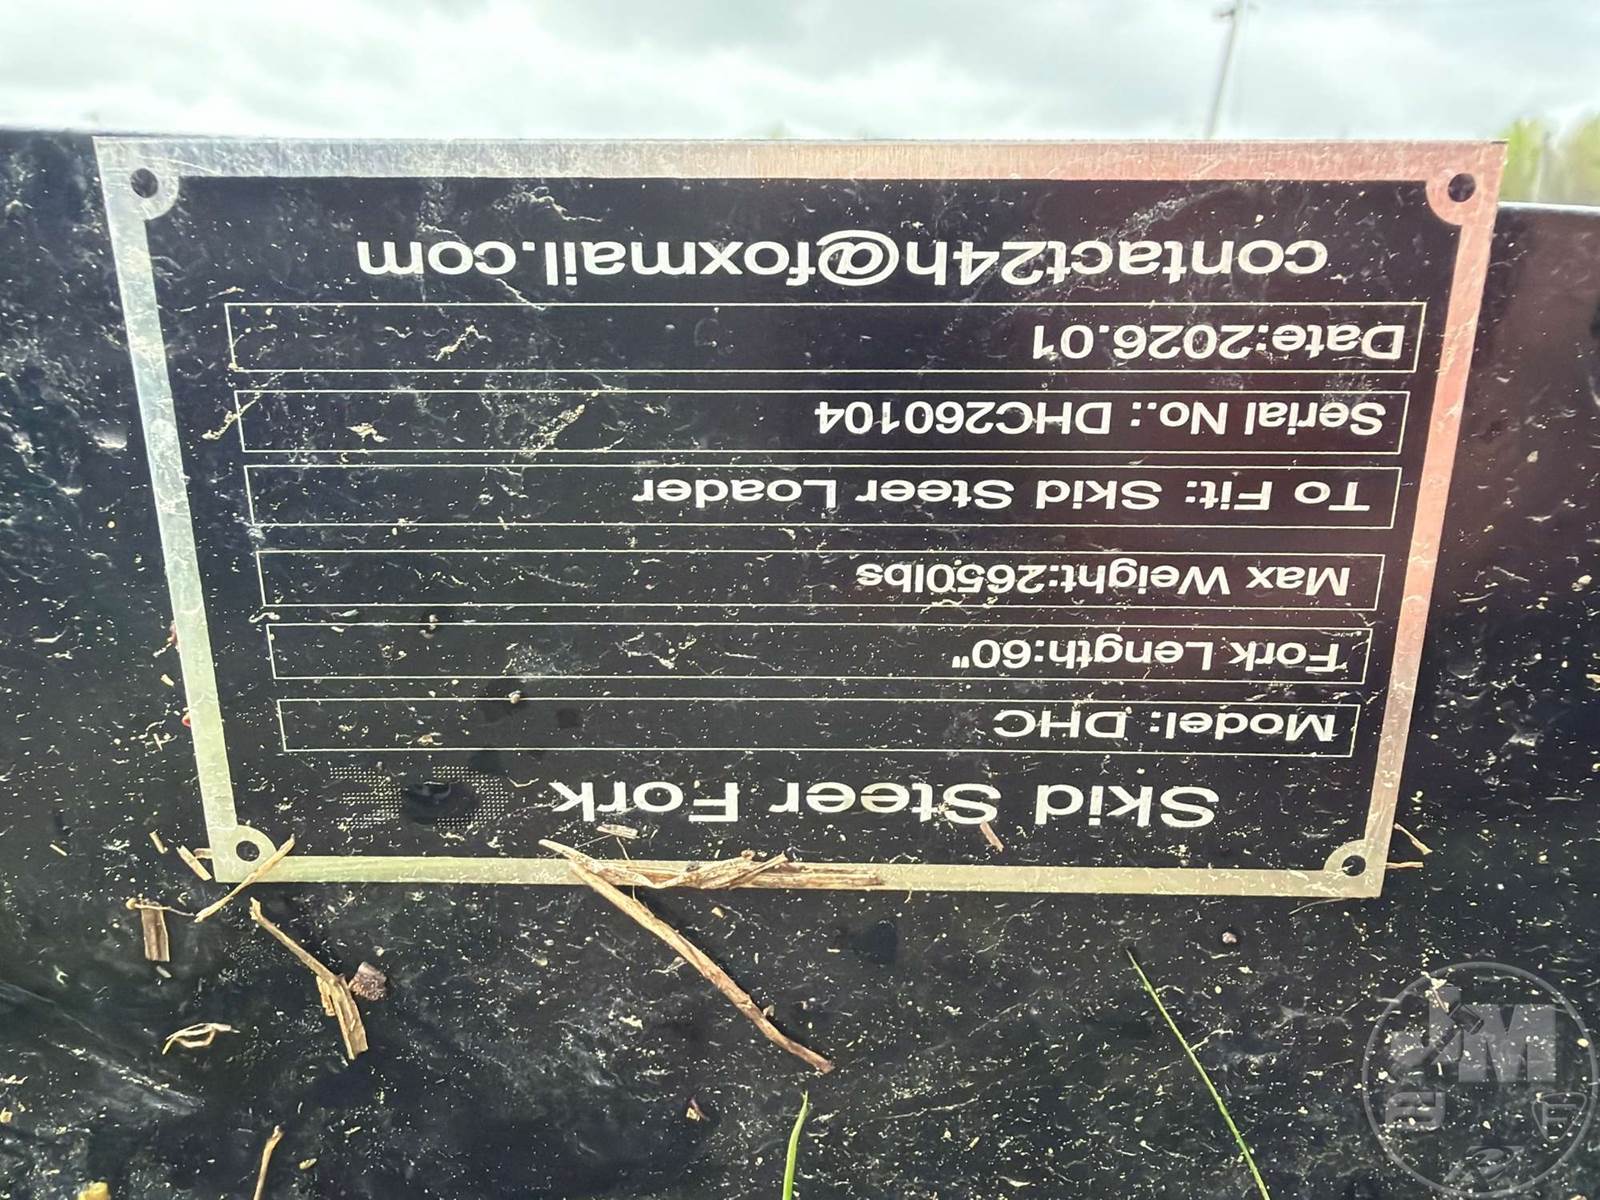 Skid Steer Fork
Model: DHC
Fork Length:60"
Max Weight:2650lbs
To Fit: Skid Steer Loader
Serial No.: DHC260104
Date:2026.01
contact24h@foxmail.com